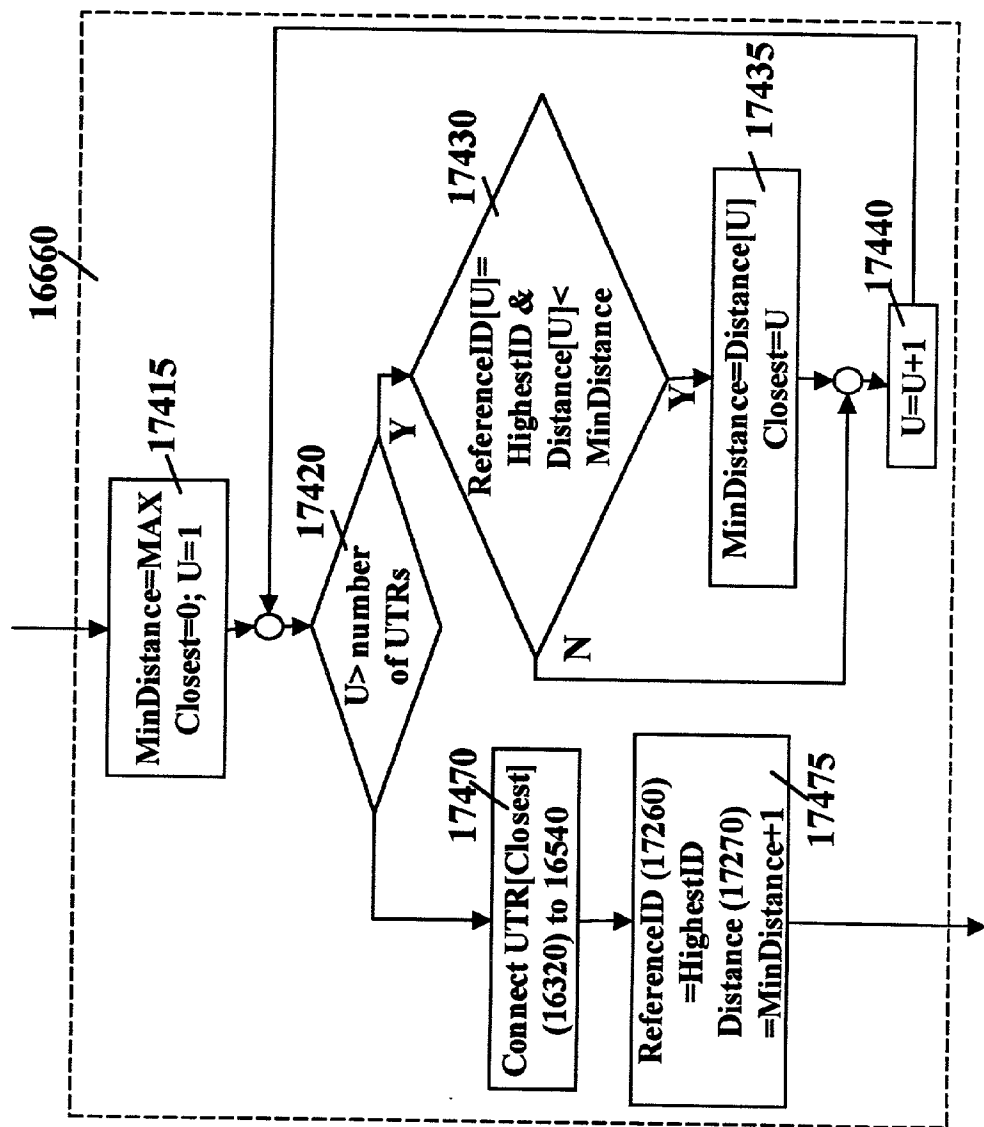 16660
MinDistance=MAX
Closest=0; U=1
17415
U> number
of UTRs
17420
Y
ReferenceID[U]=
HighestID &
Distance[U]<
MinDistance
17430
N
Y
MinDistance=Distance[U]
Closest=U
17435
U=U+1
17440
Connect UTR[Closest]
(16320) to 16540
17470
ReferenceID (17260)
=HighestID
Distance (17270)
=MinDistance+1
17475